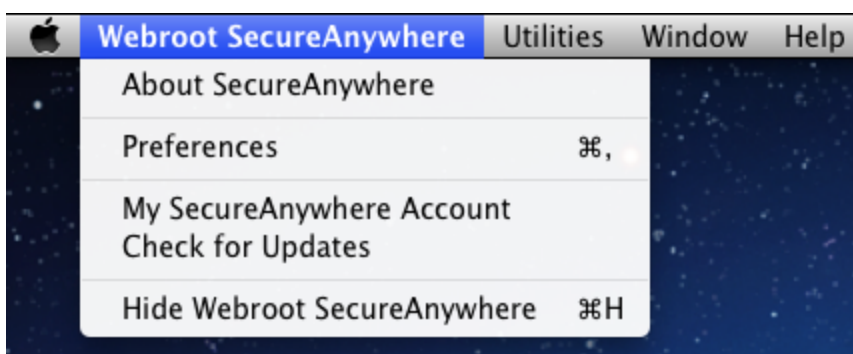 Webroot SecureAnywhere Utilities Window Help
About SecureAnywhere
Preferences ⌘,
My SecureAnywhere Account
Check for Updates
Hide Webroot SecureAnywhere ⌘H